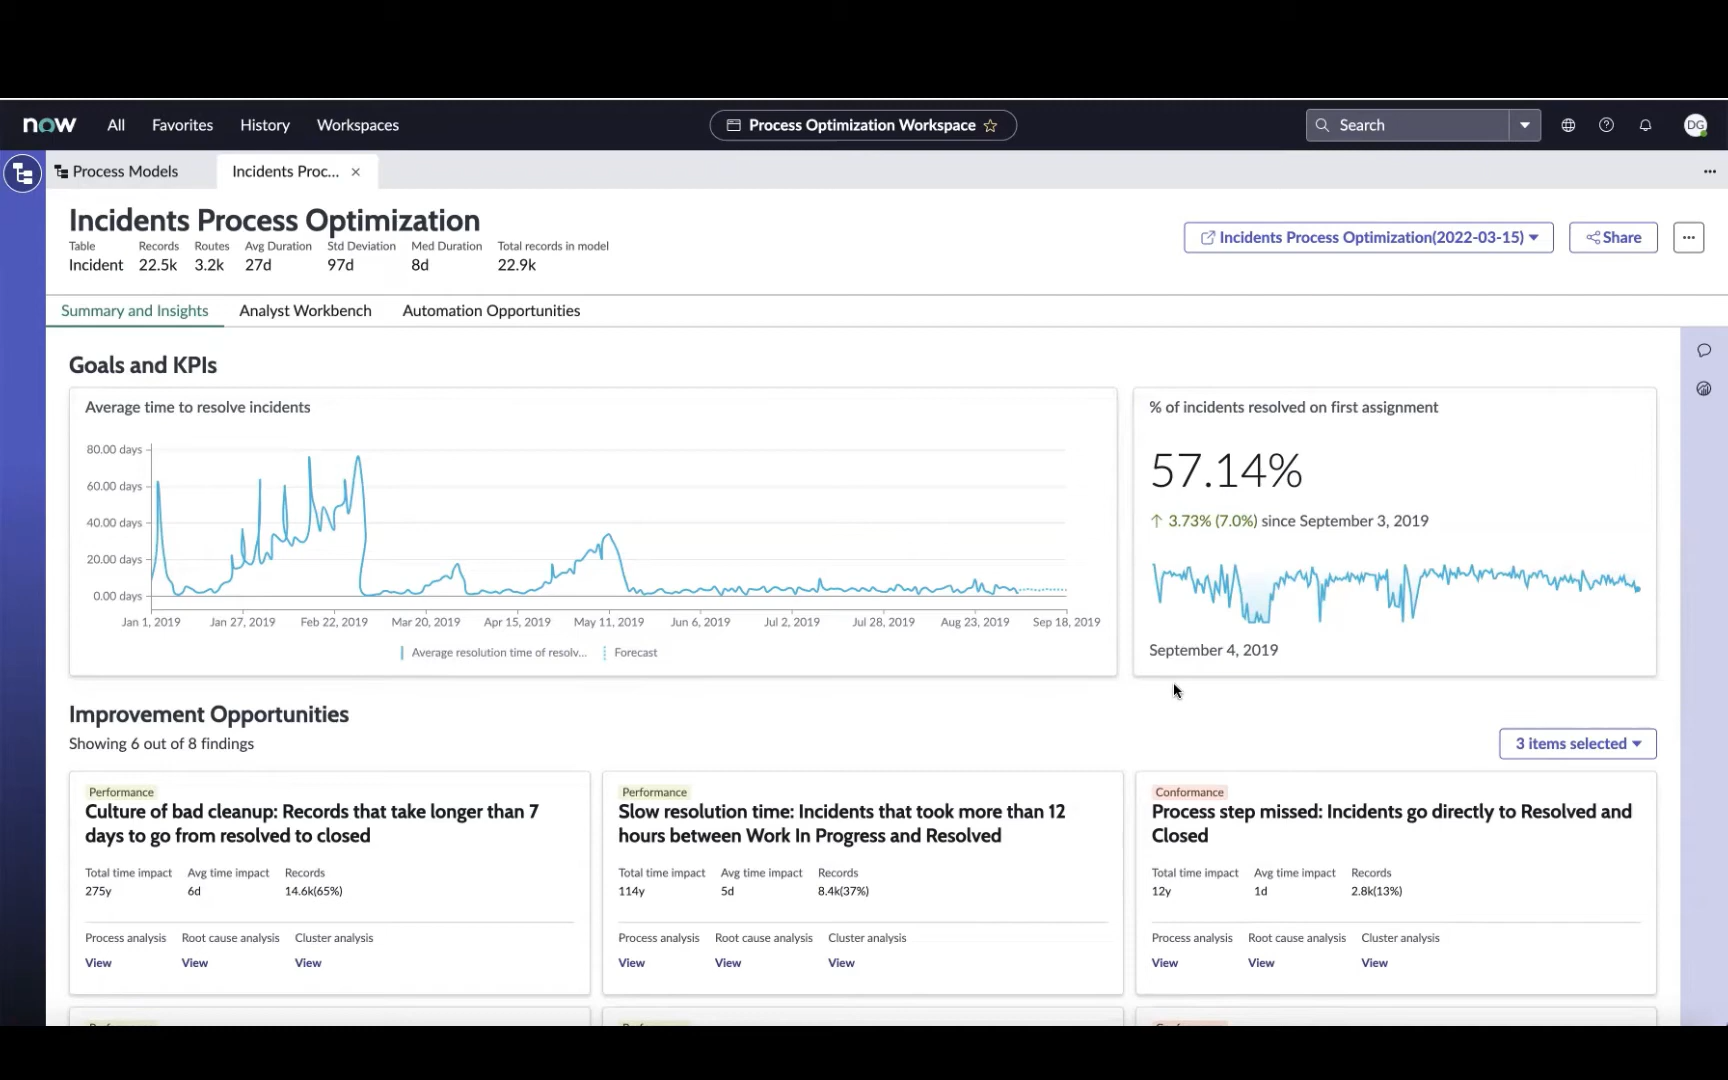 now All Favorites History Workspaces Process Optimization Workspace Search DG
Process Models Incidents Proc...
Incidents Process Optimization
Table Records Routes Avg Duration Std Deviation Med Duration Total records in model
Incident 22.5k 3.2k 27d 97d 8d 22.9k
Incidents Process Optimization(2022-03-15) Share
Summary and Insights Analyst Workbench Automation Opportunities
Goals and KPIs
Average time to resolve incidents
80.00 days
60.00 days
40.00 days
20.00 days
0.00 days
Jan 1, 2019 Jan 27, 2019 Feb 22, 2019 Mar 20, 2019 Apr 15, 2019 May 11, 2019 Jun 6, 2019 Jul 2, 2019 Jul 28, 2019 Aug 23, 2019 Sep 18, 2019
Average resolution time of resolv... Forecast
% of incidents resolved on first assignment
57.14%
↑ 3.73% (7.0%) since September 3, 2019
September 4, 2019
Improvement Opportunities
Showing 6 out of 8 findings
3 items selected
Performance
Culture of bad cleanup: Records that take longer than 7
days to go from resolved to closed
Total time impact Avg time impact Records
275y 6d 14.6k(65%)
Process analysis Root cause analysis Cluster analysis
View View View
Performance
Slow resolution time: Incidents that took more than 12
hours between Work In Progress and Resolved
Total time impact Avg time impact Records
114y 5d 8.4k(37%)
Process analysis Root cause analysis Cluster analysis
View View View
Conformance
Process step missed: Incidents go directly to Resolved and
Closed
Total time impact Avg time impact Records
12y 1d 2.8k(13%)
Process analysis Root cause analysis Cluster analysis
View View View